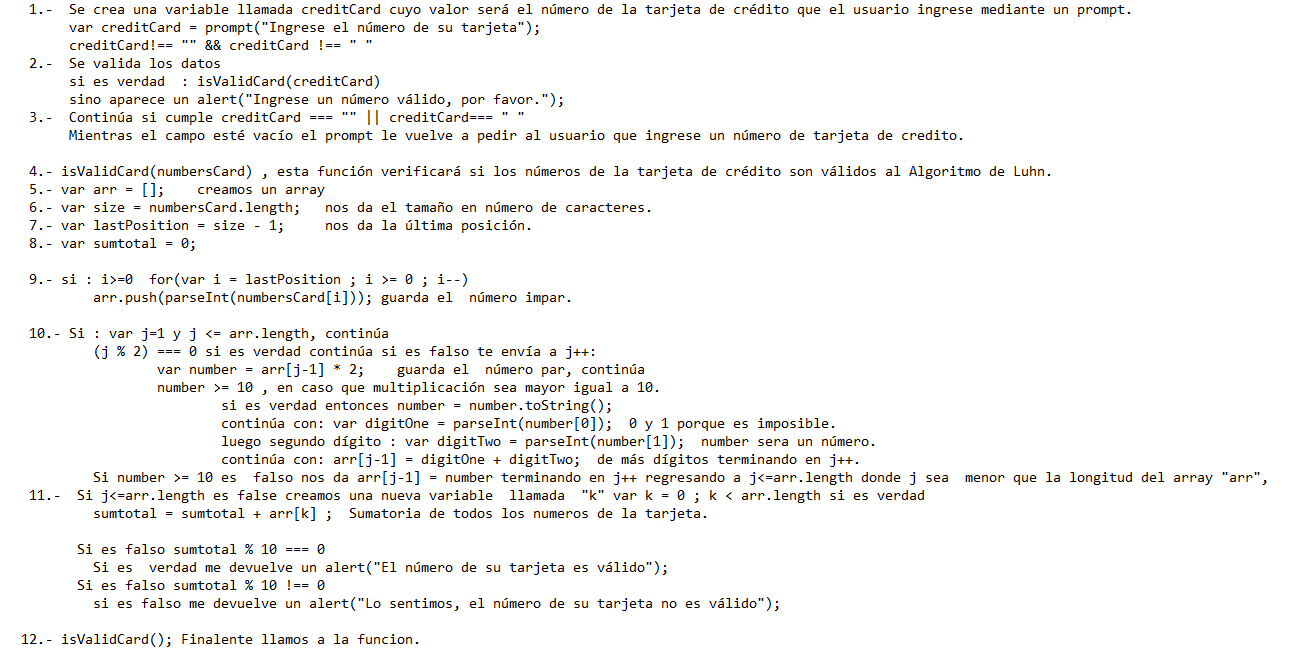 1.-  Se crea una variable llamada creditCard cuyo valor será el número de la tarjeta de crédito que el usuario ingrese mediante un prompt.
var creditCard = prompt("Ingrese el número de su tarjeta");
creditCard!== "" && creditCard !== " "
2.-  Se valida los datos
si es verdad  : isValidCard(creditCard)
sino aparece un alert("Ingrese un número válido, por favor.");
3.-  Continúa si cumple creditCard === "" || creditCard=== " "
Mientras el campo esté vacío el prompt le vuelve a pedir al usuario que ingrese un número de tarjeta de credito.
4.- isValidCard(numbersCard) , esta función verificará si los números de la tarjeta de crédito son válidos al Algoritmo de Luhn.
5.- var arr = [];    creamos un array
6.- var size = numbersCard.length;   nos da el tamaño en número de caracteres.
7.- var lastPosition = size - 1;     nos da la última posición.
8.- var sumtotal = 0;
9.- si : i>=0  for(var i = lastPosition ; i >= 0 ; i--)
arr.push(parseInt(numbersCard[i])); guarda el  número impar.
10.- Si : var j=1 y j <= arr.length, continúa
(j % 2) === 0 si es verdad continúa si es falso te envía a j++:
var number = arr[j-1] * 2;    guarda el  número par, continúa
number >= 10 , en caso que multiplicación sea mayor igual a 10.
si es verdad entonces number = number.toString();
continúa con: var digitOne = parseInt(number[0]);  0 y 1 porque es imposible.
luego segundo dígito : var digitTwo = parseInt(number[1]);  number sera un número.
continúa con: arr[j-1] = digitOne + digitTwo;  de más dígitos terminando en j++.
Si number >= 10 es  falso nos da arr[j-1] = number terminando en j++ regresando a j<=arr.length donde j sea  menor que la longitud del array "arr",
11.-  Si j<=arr.length es false creamos una nueva variable  llamada  "k" var k = 0 ; k < arr.length si es verdad
sumtotal = sumtotal + arr[k] ;  Sumatoria de todos los numeros de la tarjeta.
Si es falso sumtotal % 10 === 0
Si es  verdad me devuelve un alert("El número de su tarjeta es válido");
Si es falso sumtotal % 10 !== 0
si es falso me devuelve un alert("Lo sentimos, el número de su tarjeta no es válido");
12.- isValidCard(); Finalente llamos a la funcion.